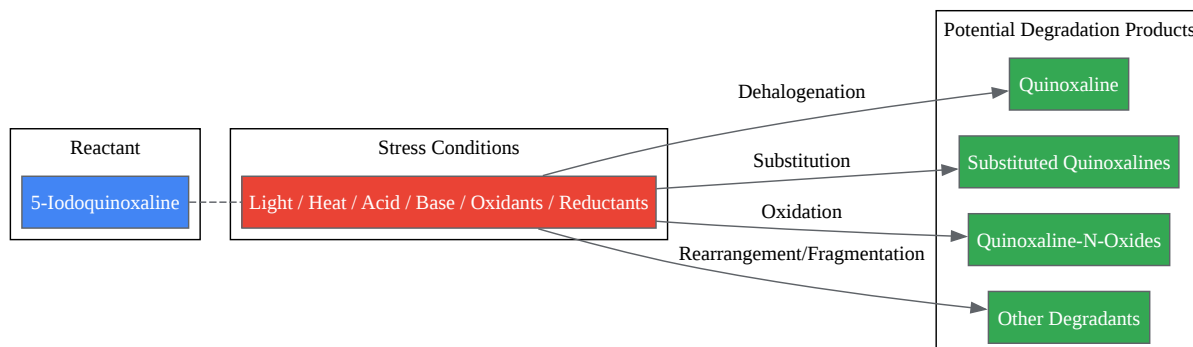 Reactant
5-Iodoquinoxaline
Stress Conditions
Light / Heat / Acid / Base / Oxidants / Reductants
Dehalogenation
Substitution
Oxidation
Rearrangement/Fragmentation
Potential Degradation Products
Quinoxaline
Substituted Quinoxalines
Quinoxaline-N-Oxides
Other Degradants